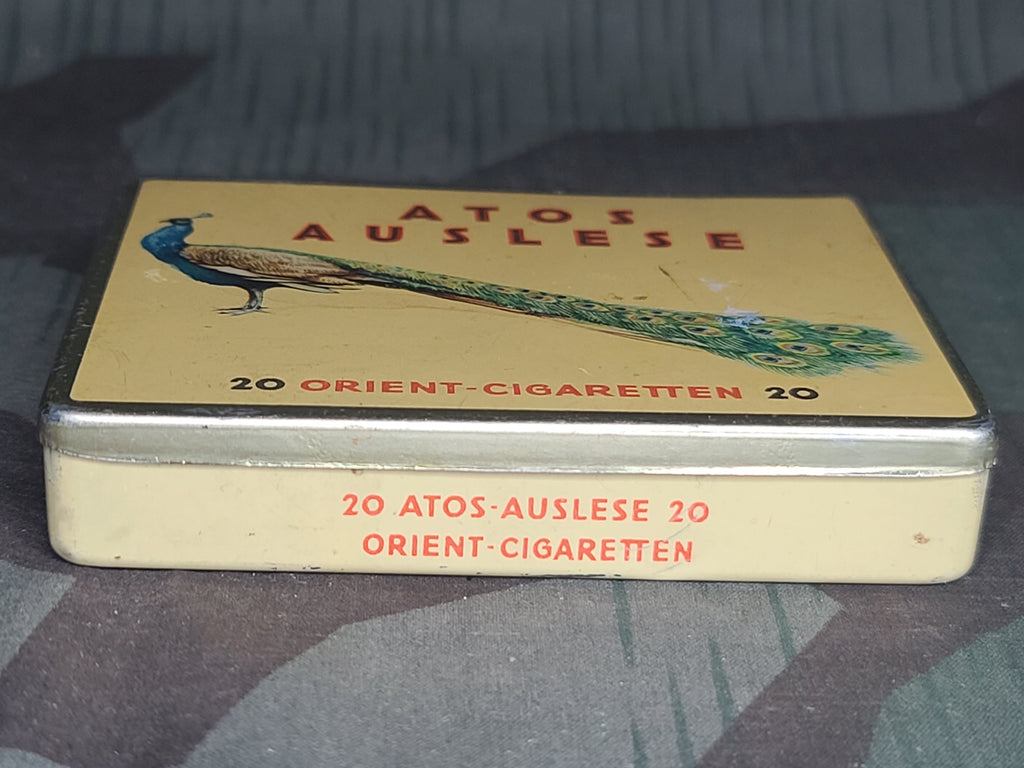 ATOS
AUSLESE
20 ORIENT-CIGARETTEN 20
20 ATOS-AUSLESE 20
ORIENT-CIGARETTEN